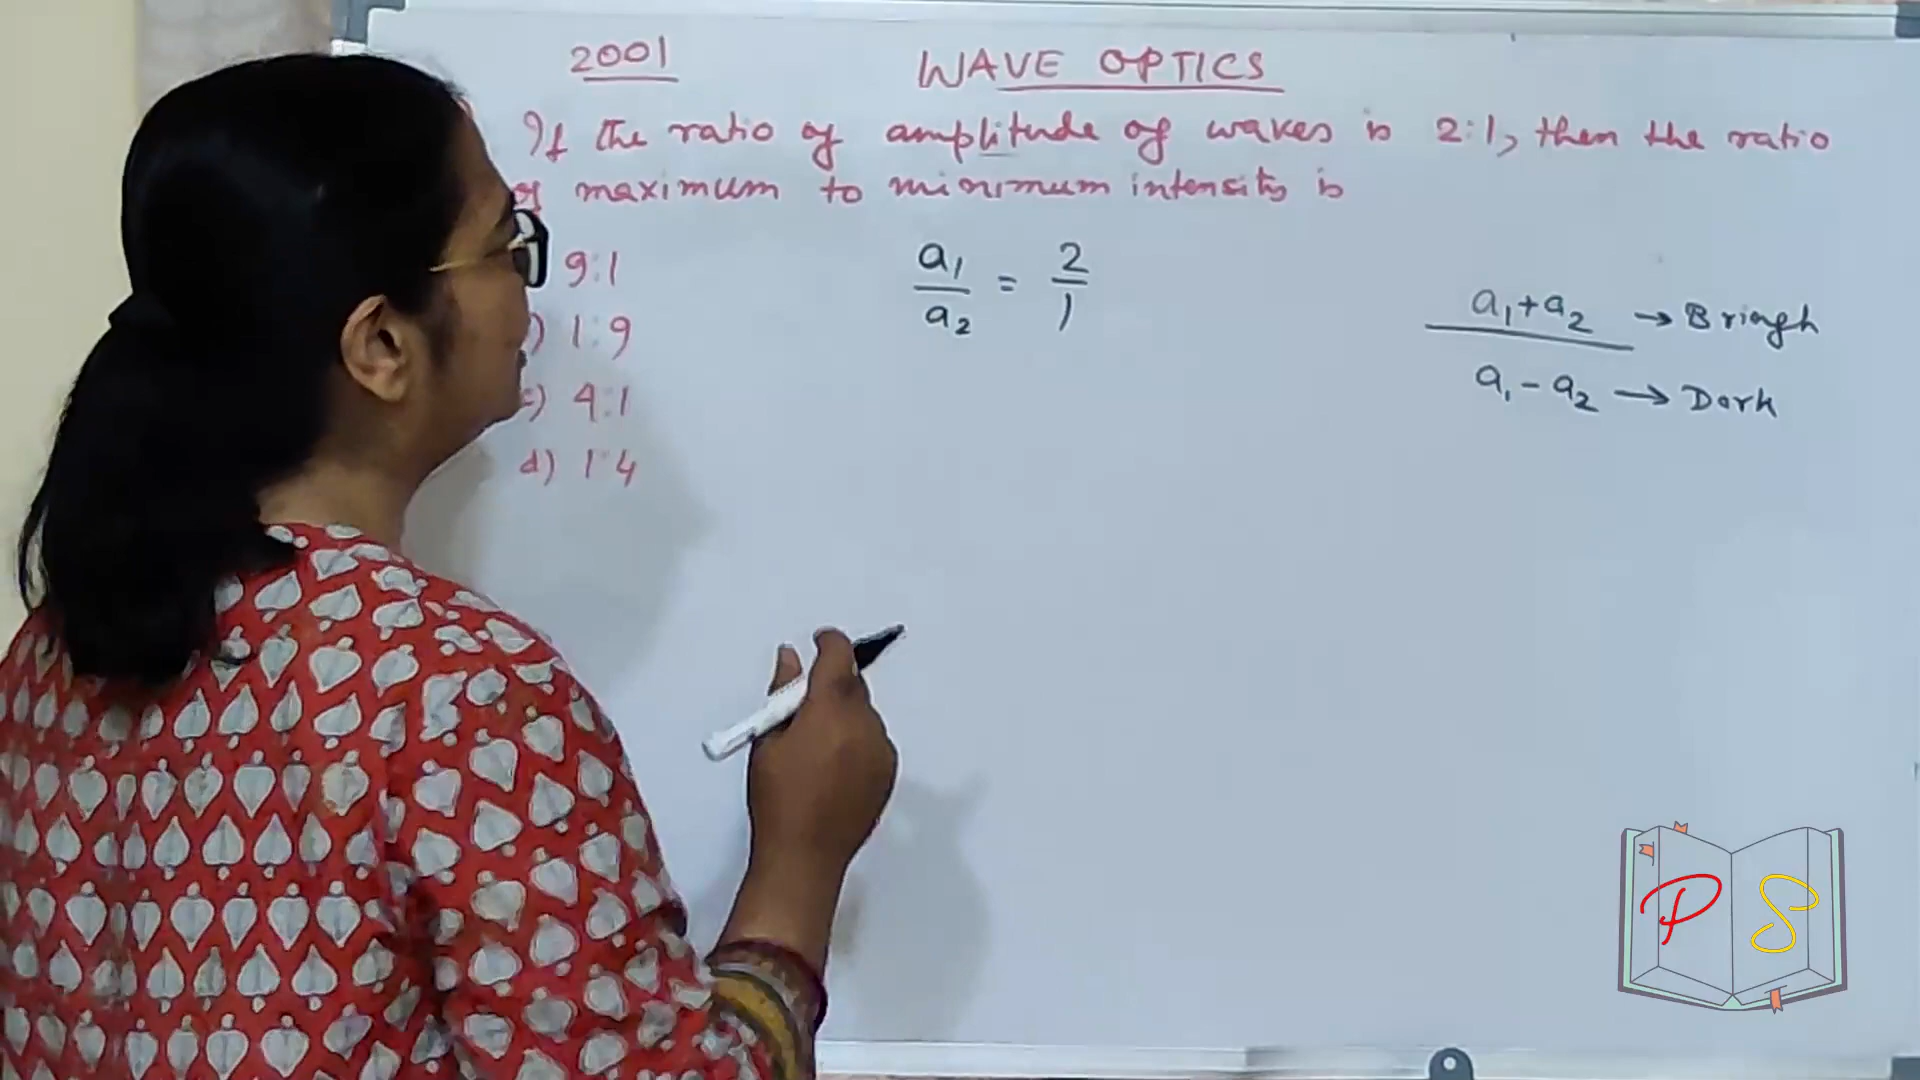 2001
WAVE OPTICS
If the ratio of amplitude of waves is 2:1, then the ratio
of maximum to minimum intensity is
9:1
) 1:9
c) 4:1
d) 1:4
a1/a2 = 2/1
a1+a2 → Briogh
a1-a2 → Dark
P S